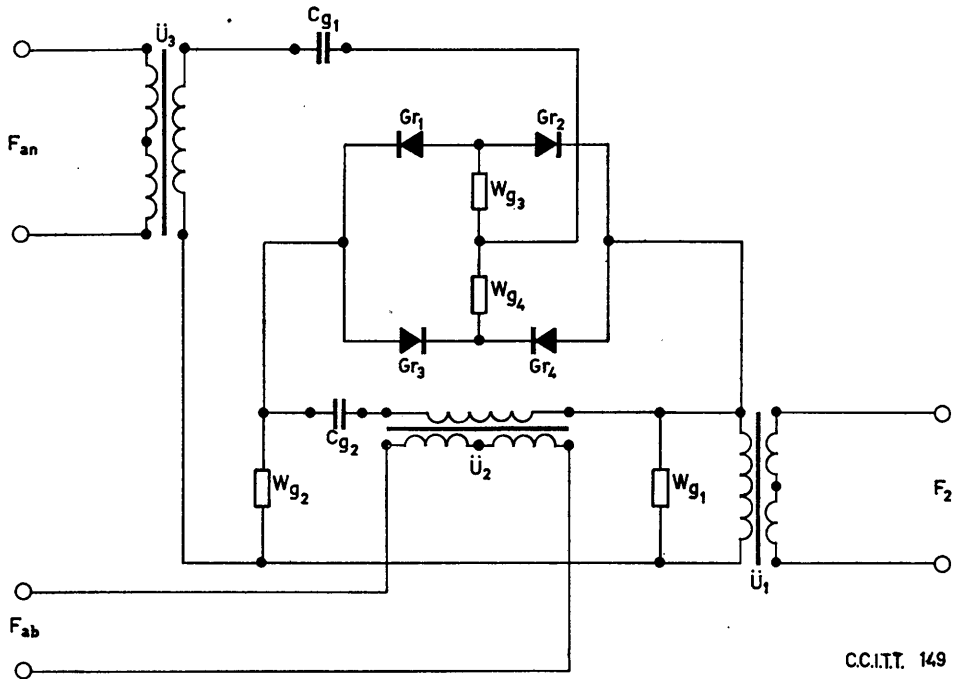 Ü3
Cg1
Fan
Gr1
Gr2
Wg3
Wg4
Gr3
Gr4
Cg2
Ü2
Wg2
Wg1
F2
Ü1
Fab
C.C.I.T.T. 149